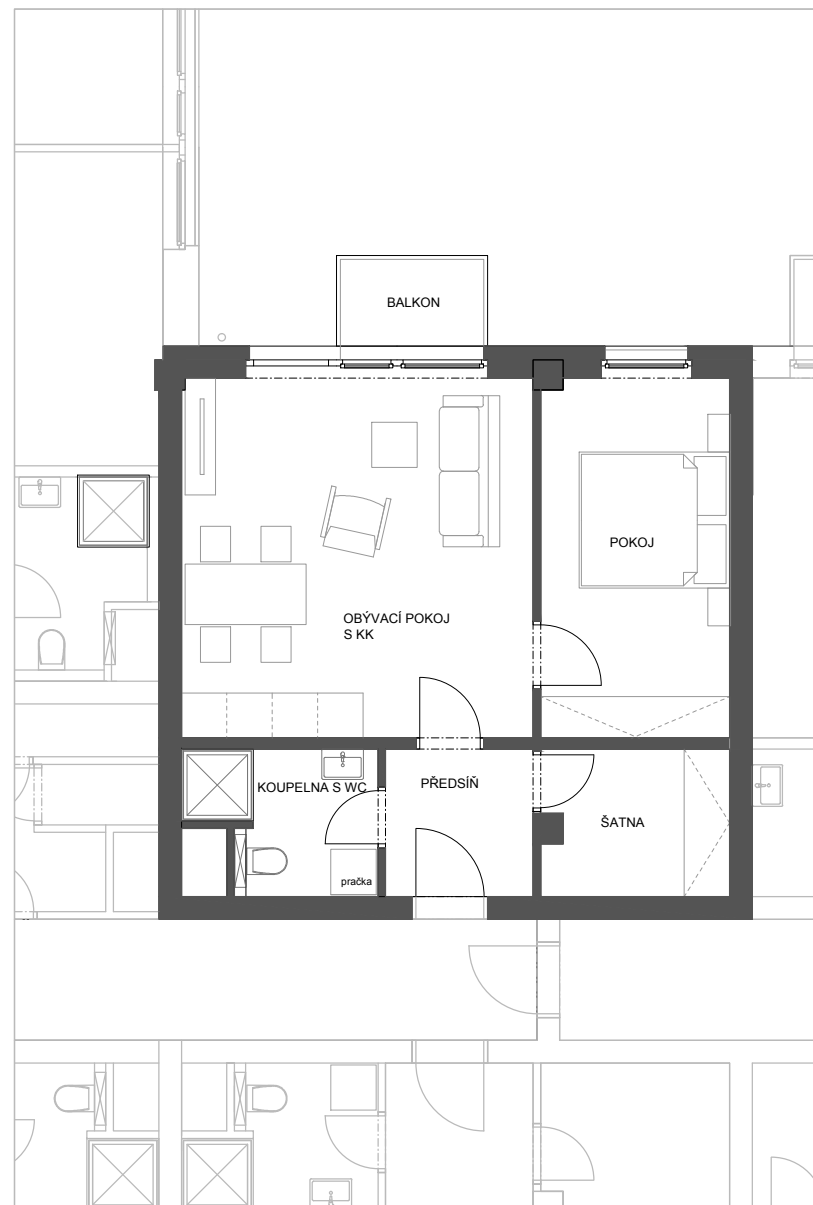 BALKON
POKOJ
OBÝVACÍ POKOJ
S KK
KOUPELNA S WC
PŘEDSÍŇ
ŠATNA
pračka